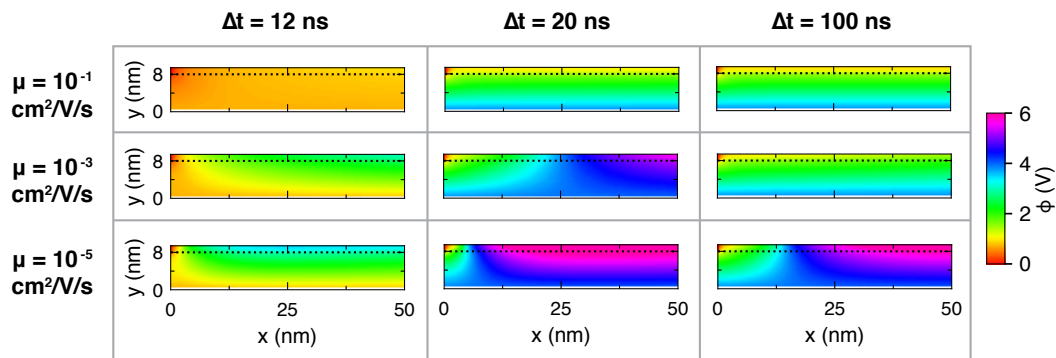 Δt = 12 ns Δt = 20 ns Δt = 100 ns
μ = 10⁻¹
cm²/V/s
y (nm)
8
0
μ = 10⁻³
cm²/V/s
y (nm)
8
0
μ = 10⁻⁵
cm²/V/s
y (nm)
8
0
0 25 50 0 25 50 0 25 50
x (nm) x (nm) x (nm)
6
4
2
0
ϕ (V)